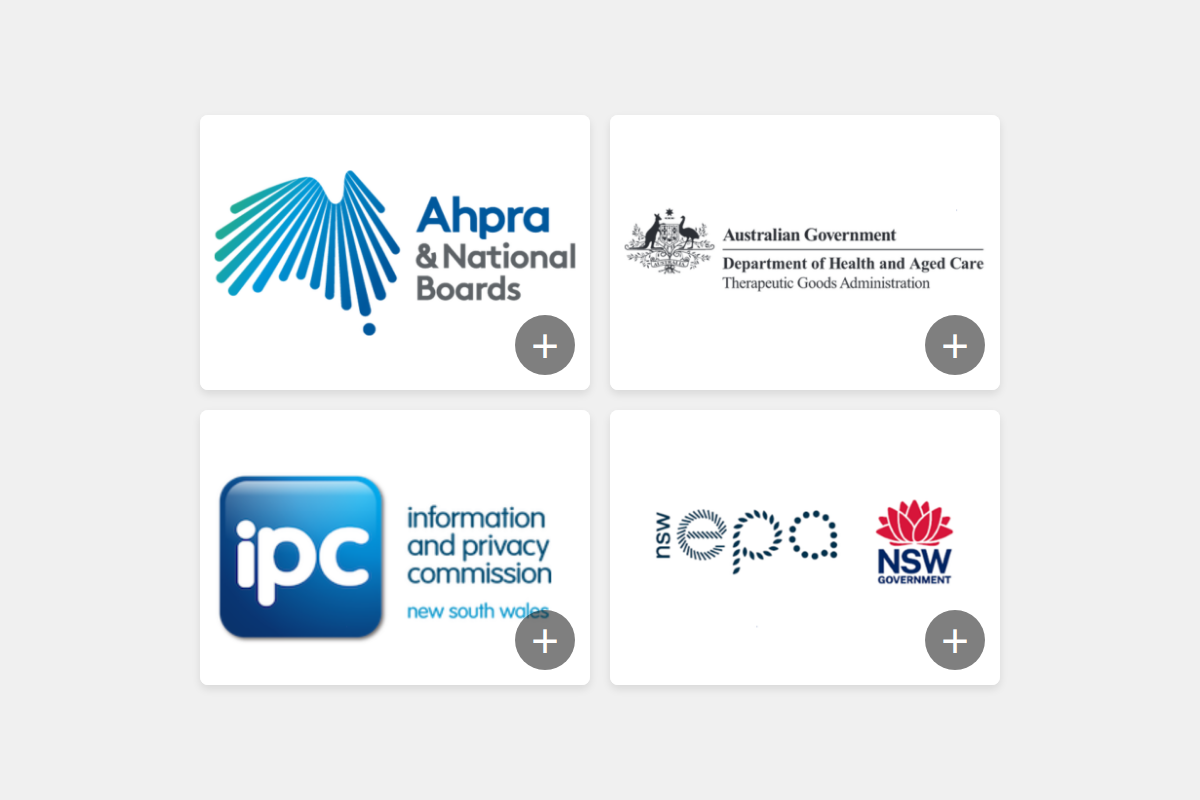 Ahpra
& National
Boards
+
Australian Government
Department of Health and Aged Care
Therapeutic Goods Administration
+
ipc
information
and privacy
commission
new south wales
+
nsw epa
NSW
GOVERNMENT
+